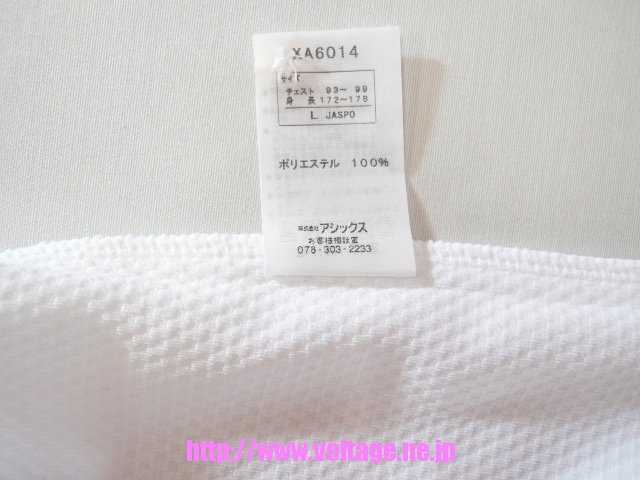 XA6014
サイズ
チェスト 93～ 99
身 長 172～178
L JASPO
ポリエステル 100%
株式会社 アシックス
お客様相談室
078-303-2233
http://www.voltage.ne.jp